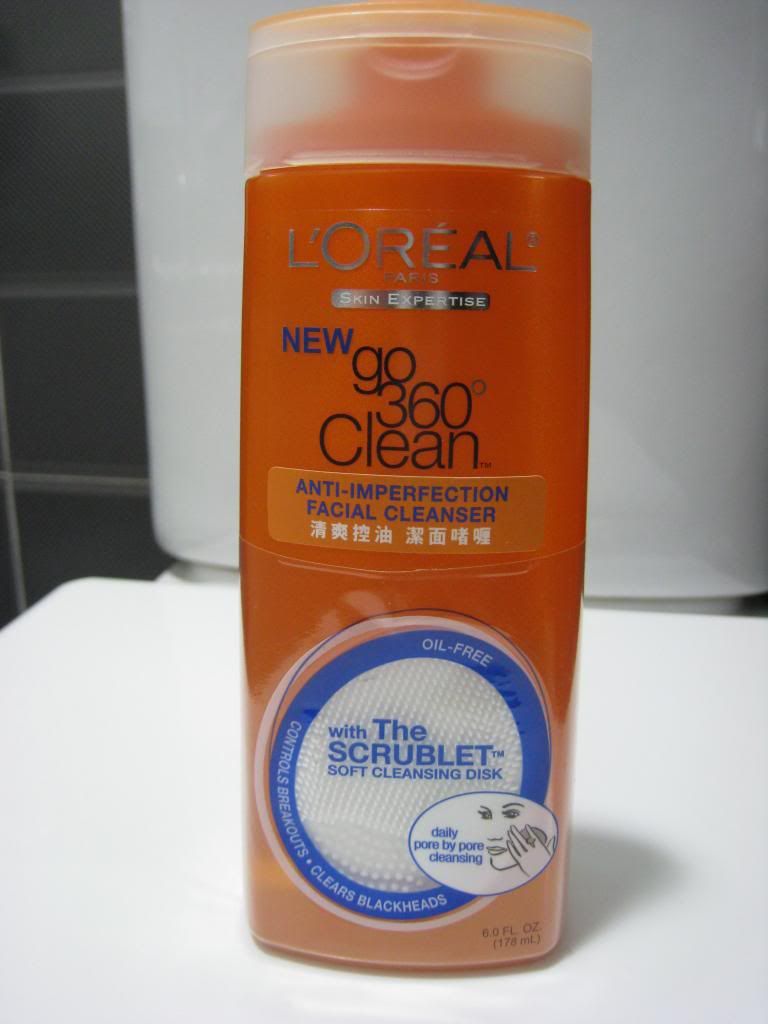 L'ORÉAL®
PARIS
SKIN EXPERTISE
NEW
go
360°
Clean™
ANTI-IMPERFECTION
FACIAL CLEANSER
清爽控油 潔面啫喱
OIL-FREE
with The
SCRUBLET™
SOFT CLEANSING DISK
CONTROLS BREAKOUTS • CLEARS BLACKHEADS
daily
pore by pore
cleansing
6.0 FL. OZ.
(178 mL)